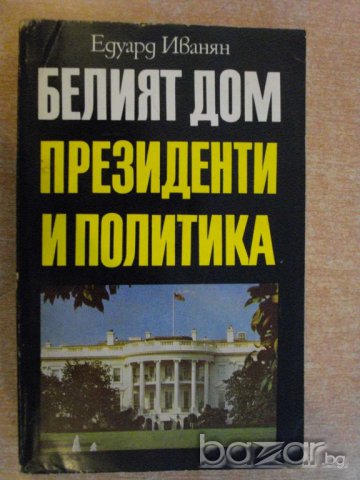 Едуард Иванян
БЕЛИЯТ ДОМ
ПРЕЗИДЕНТИ
И ПОЛИТИКА
bazar.bg